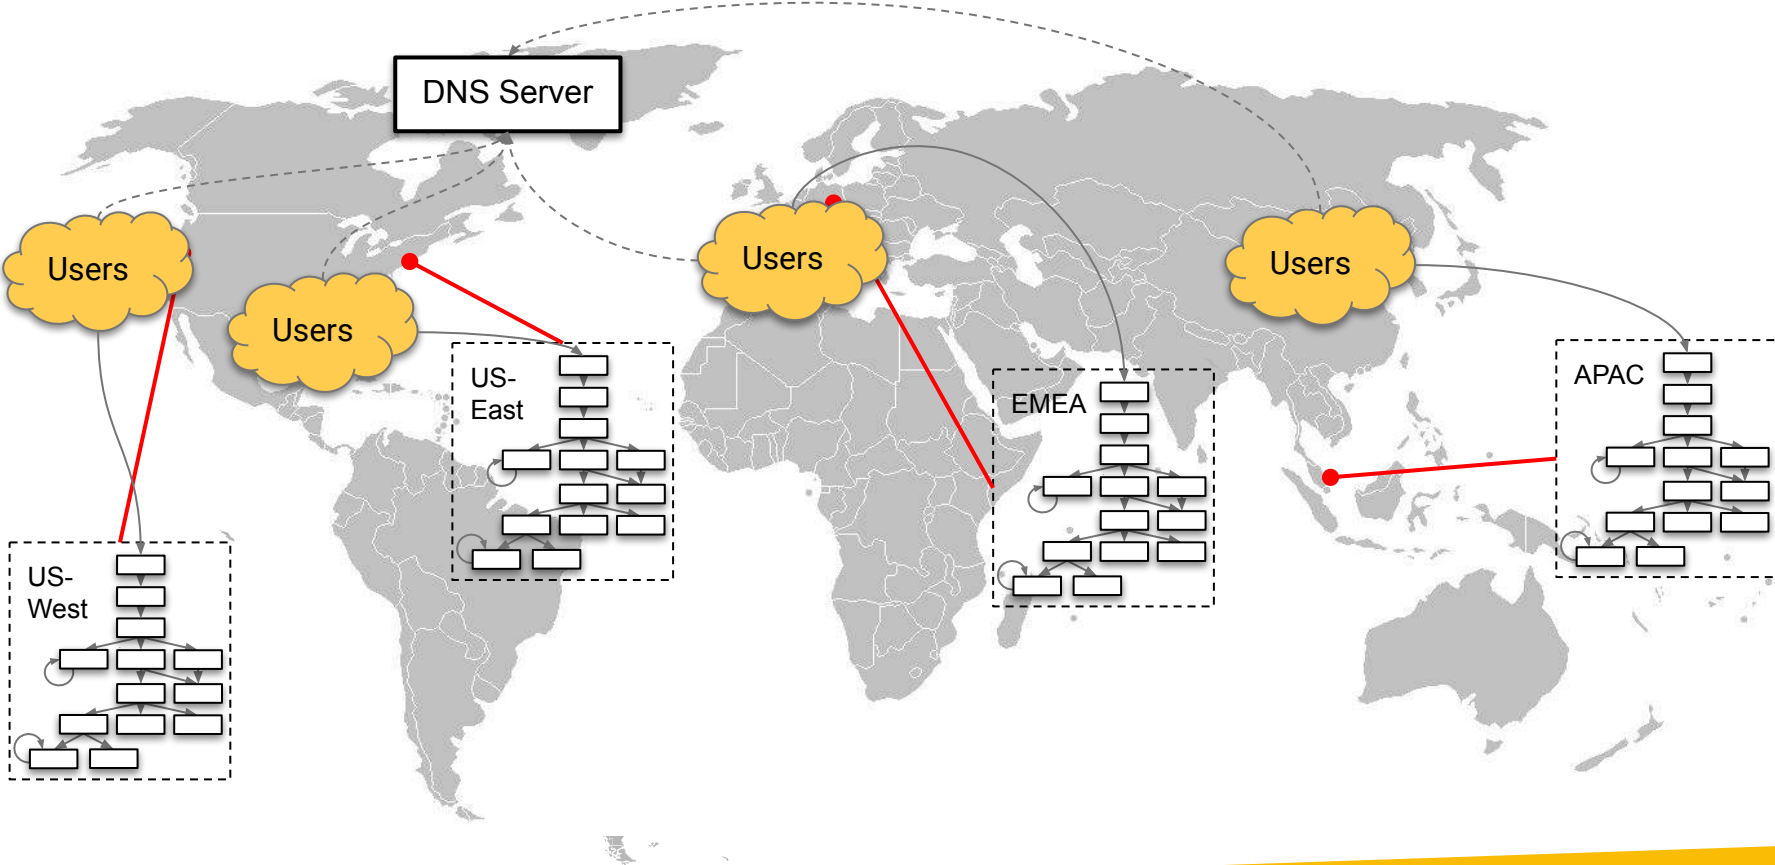 DNS Server
Users
Users
Users
Users
US-
East
EMEA
APAC
US-
West